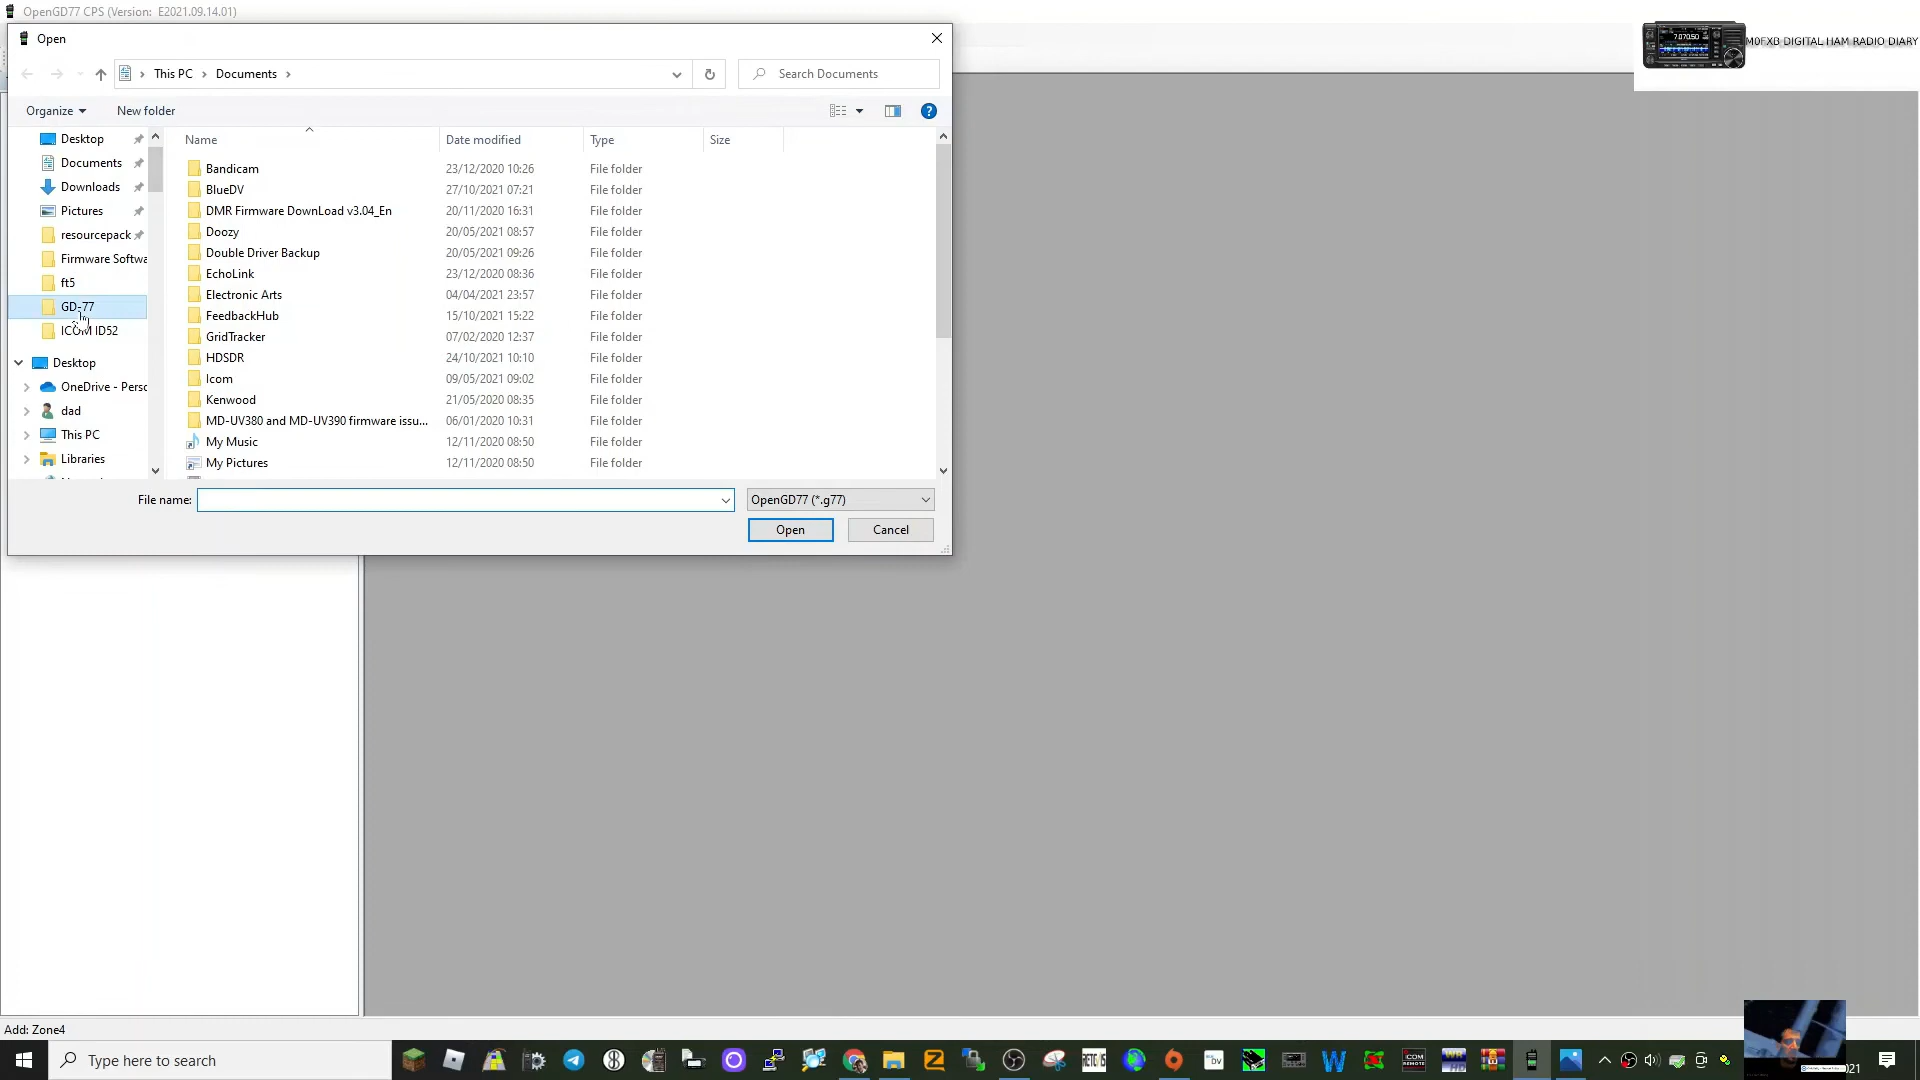 OpenGD77 CPS (Version: E2021.09.14.01)
Open
This PC > Documents >
Search Documents
Organize
New folder
Name Date modified Type Size
Desktop
Documents
Downloads
Pictures
resourcepack
Firmware Softwa
ft5
GD-77
ICOM ID52
Desktop
OneDrive - Persc
dad
This PC
Libraries
Bandicam 23/12/2020 10:26 File folder
BlueDV 27/10/2021 07:21 File folder
DMR Firmware DownLoad v3.04_En 20/11/2020 16:31 File folder
Doozy 20/05/2021 08:57 File folder
Double Driver Backup 20/05/2021 09:26 File folder
EchoLink 23/12/2020 08:36 File folder
Electronic Arts 04/04/2021 23:57 File folder
FeedbackHub 15/10/2021 15:22 File folder
GridTracker 07/02/2020 12:37 File folder
HDSDR 24/10/2021 10:10 File folder
Icom 09/05/2021 09:02 File folder
Kenwood 21/05/2020 08:35 File folder
MD-UV380 and MD-UV390 firmware issu... 06/01/2020 10:31 File folder
My Music 12/11/2020 08:50 File folder
My Pictures 12/11/2020 08:50 File folder
File name:
OpenGD77 (*.g77)
Open
Cancel
7.070.50
M0FXB DIGITAL HAM RADIO DIARY
Add: Zone4
Type here to search